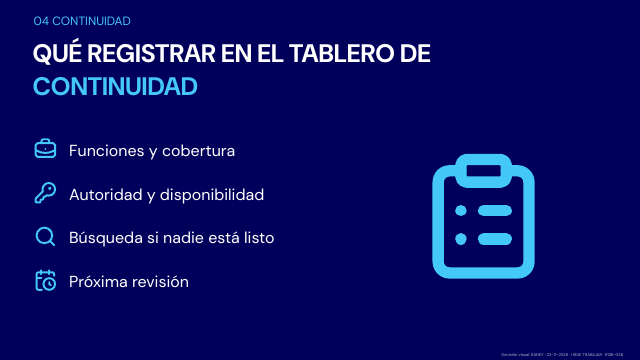 04 CONTINUIDAD
QUÉ REGISTRAR EN EL TABLERO DE
CONTINUIDAD
Funciones y cobertura
Autoridad y disponibilidad
Búsqueda si nadie está listo
Próxima revisión